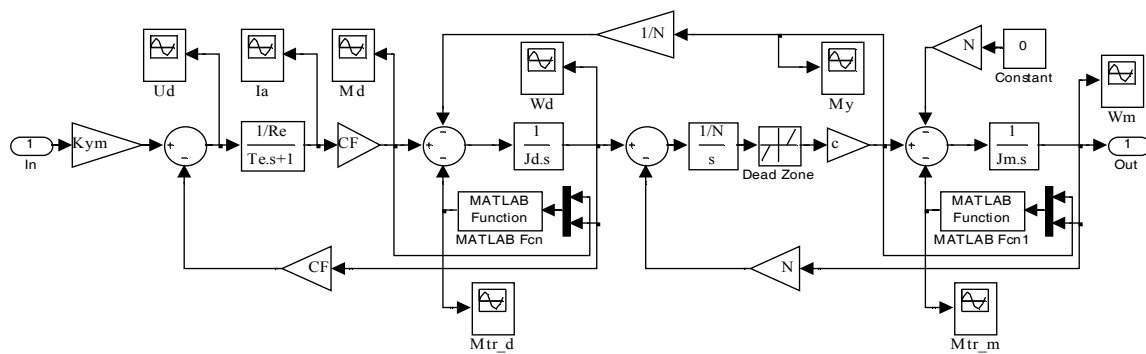 1
In
Kym
Ud
Ia
Md
1/Re
Te.s+1
CF
CF
Wd
1/N
1
Jd.s
MATLAB
Function
MATLAB Fcn
Mtr_d
My
1/N
s
Dead Zone
c
N
N
0
Constant
1
Jm.s
MATLAB
Function
MATLAB Fcn1
Mtr_m
Wm
1
Out